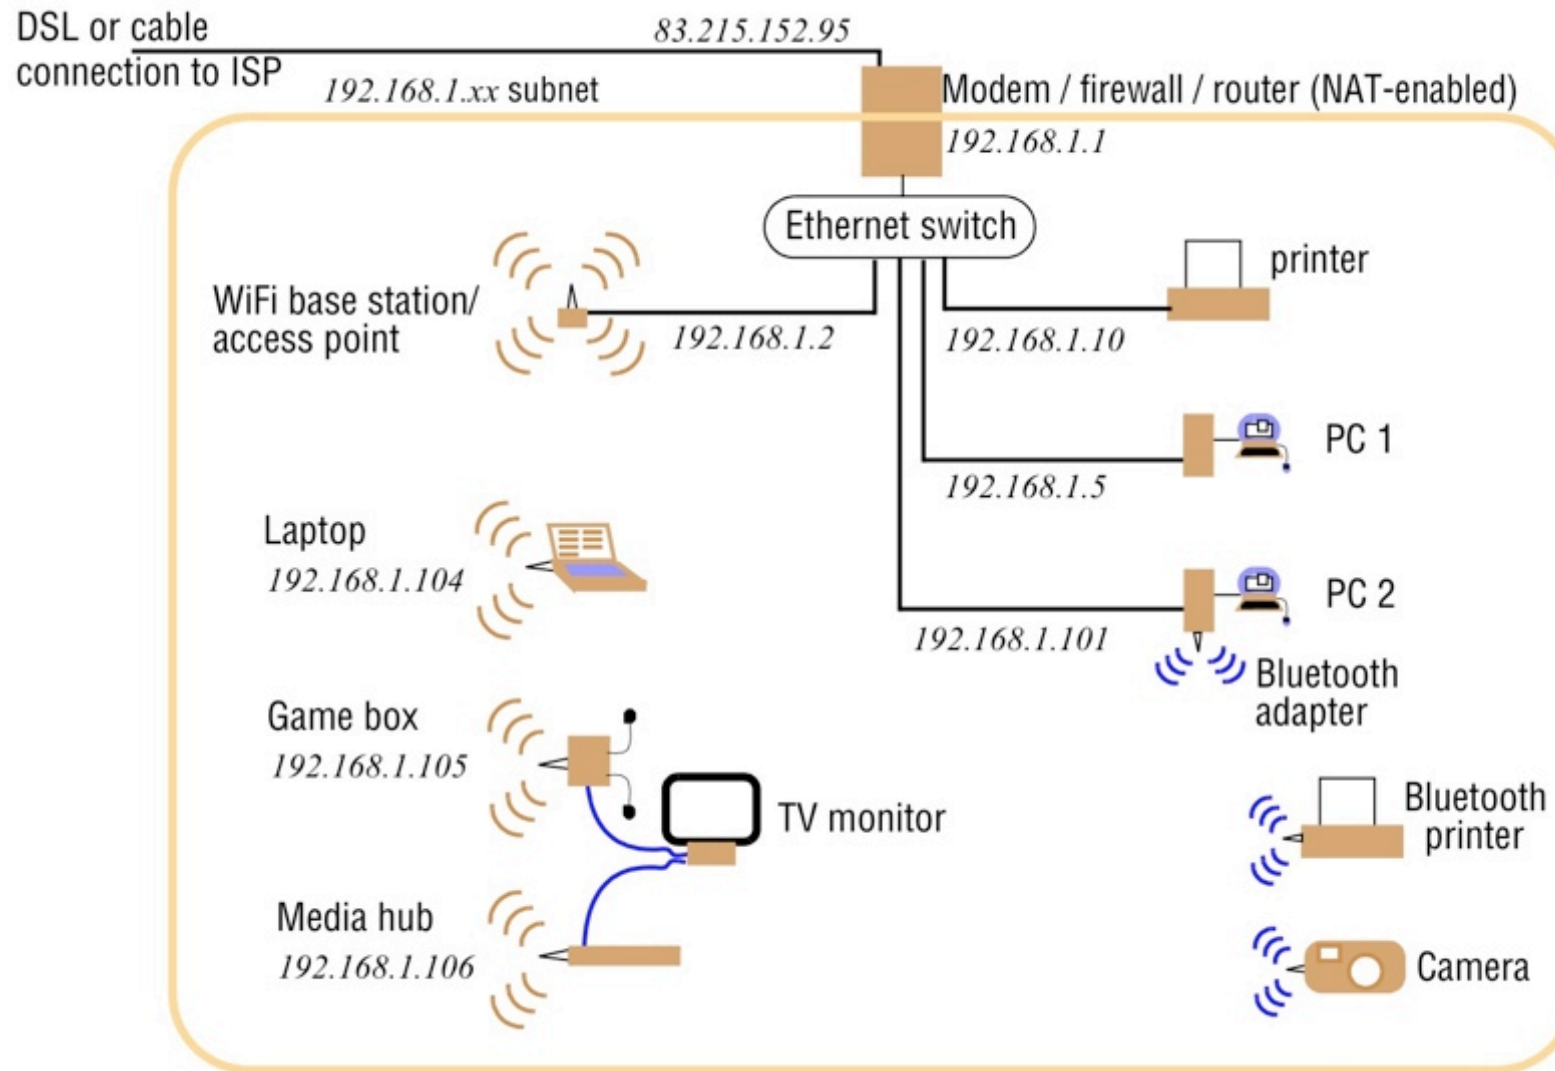 DSL or cable
connection to ISP
83.215.152.95
192.168.1.xx subnet
Modem / firewall / router (NAT-enabled)
192.168.1.1
Ethernet switch
printer
WiFi base station/
access point
192.168.1.2
192.168.1.10
PC 1
192.168.1.5
Laptop
192.168.1.104
PC 2
192.168.1.101
Bluetooth
adapter
Game box
192.168.1.105
TV monitor
Bluetooth
printer
Media hub
192.168.1.106
Camera